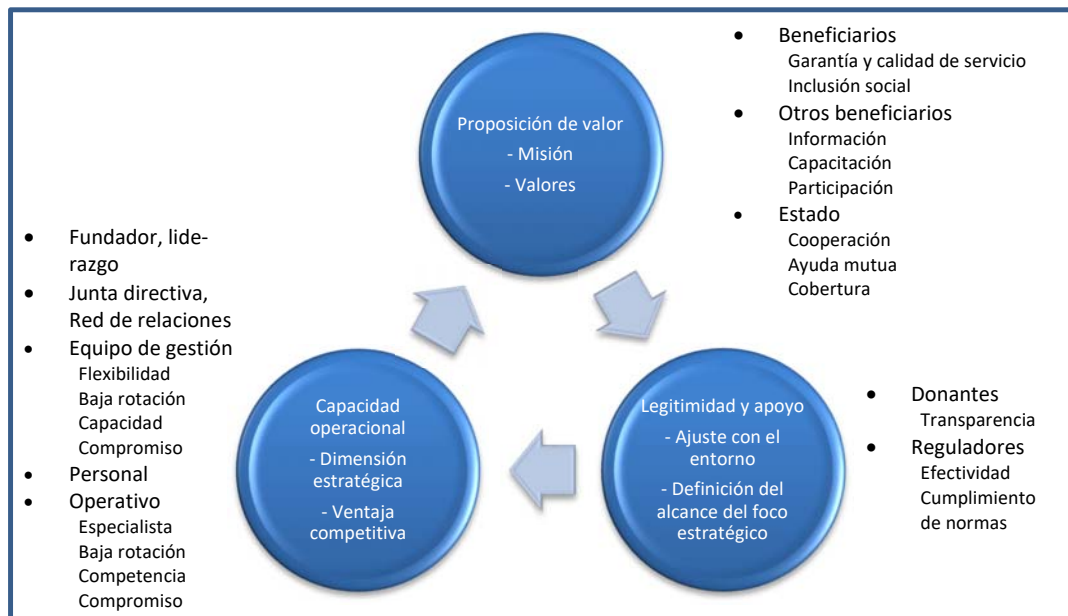 Proposición de valor
- Misión
- Valores
• Beneficiarios
Garantía y calidad de servicio
Inclusión social
• Otros beneficiarios
Información
Capacitación
Participación
• Estado
Cooperación
Ayuda mutua
Cobertura
• Fundador, lide-
razgo
• Junta directiva,
Red de relaciones
• Equipo de gestión
Flexibilidad
Baja rotación
Capacidad
Compromiso
• Personal
• Operativo
Especialista
Baja rotación
Competencia
Compromiso
Capacidad
operacional
- Dimensión
estratégica
- Ventaja
competitiva
Legitimidad y apoyo
- Ajuste con el
entorno
- Definición del
alcance del foco
estratégico
• Donantes
Transparencia
• Reguladores
Efectividad
Cumplimiento
de normas